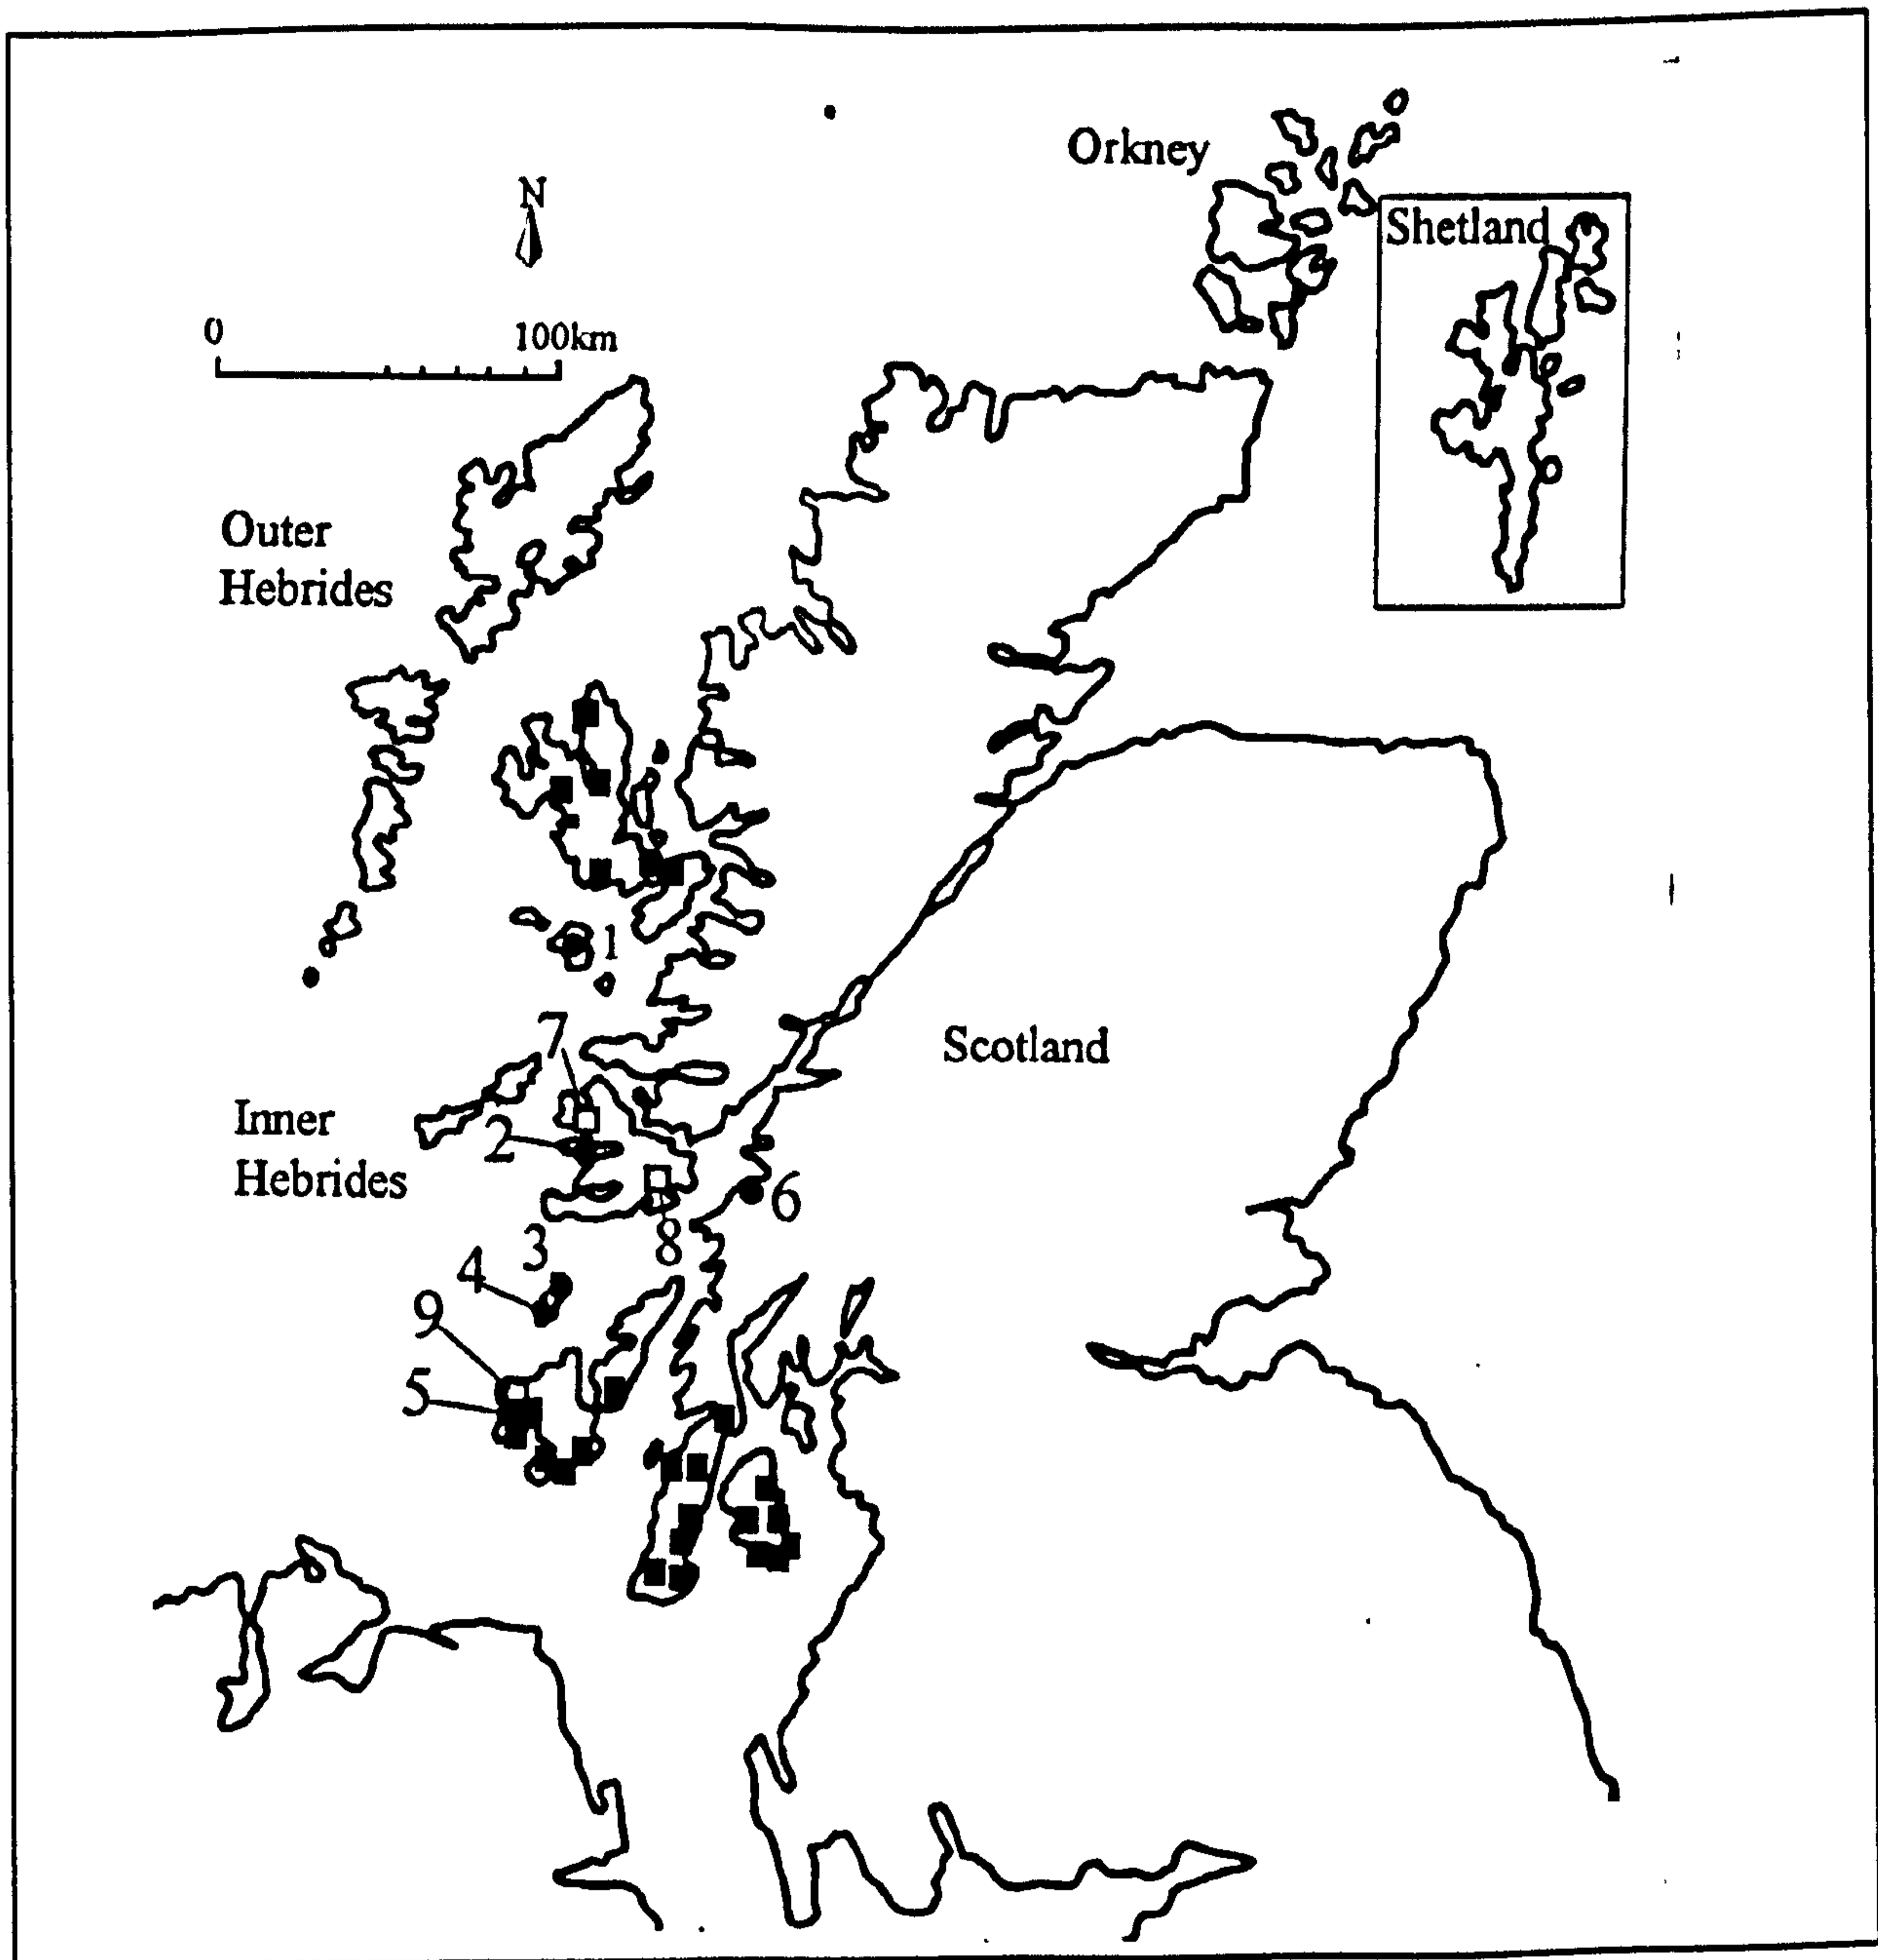 Orkney
N
Shetland
0 100km
Outer
Hebrides
1
7
Scotland
Inner
Hebrides
2
6
3
8
4
9
5